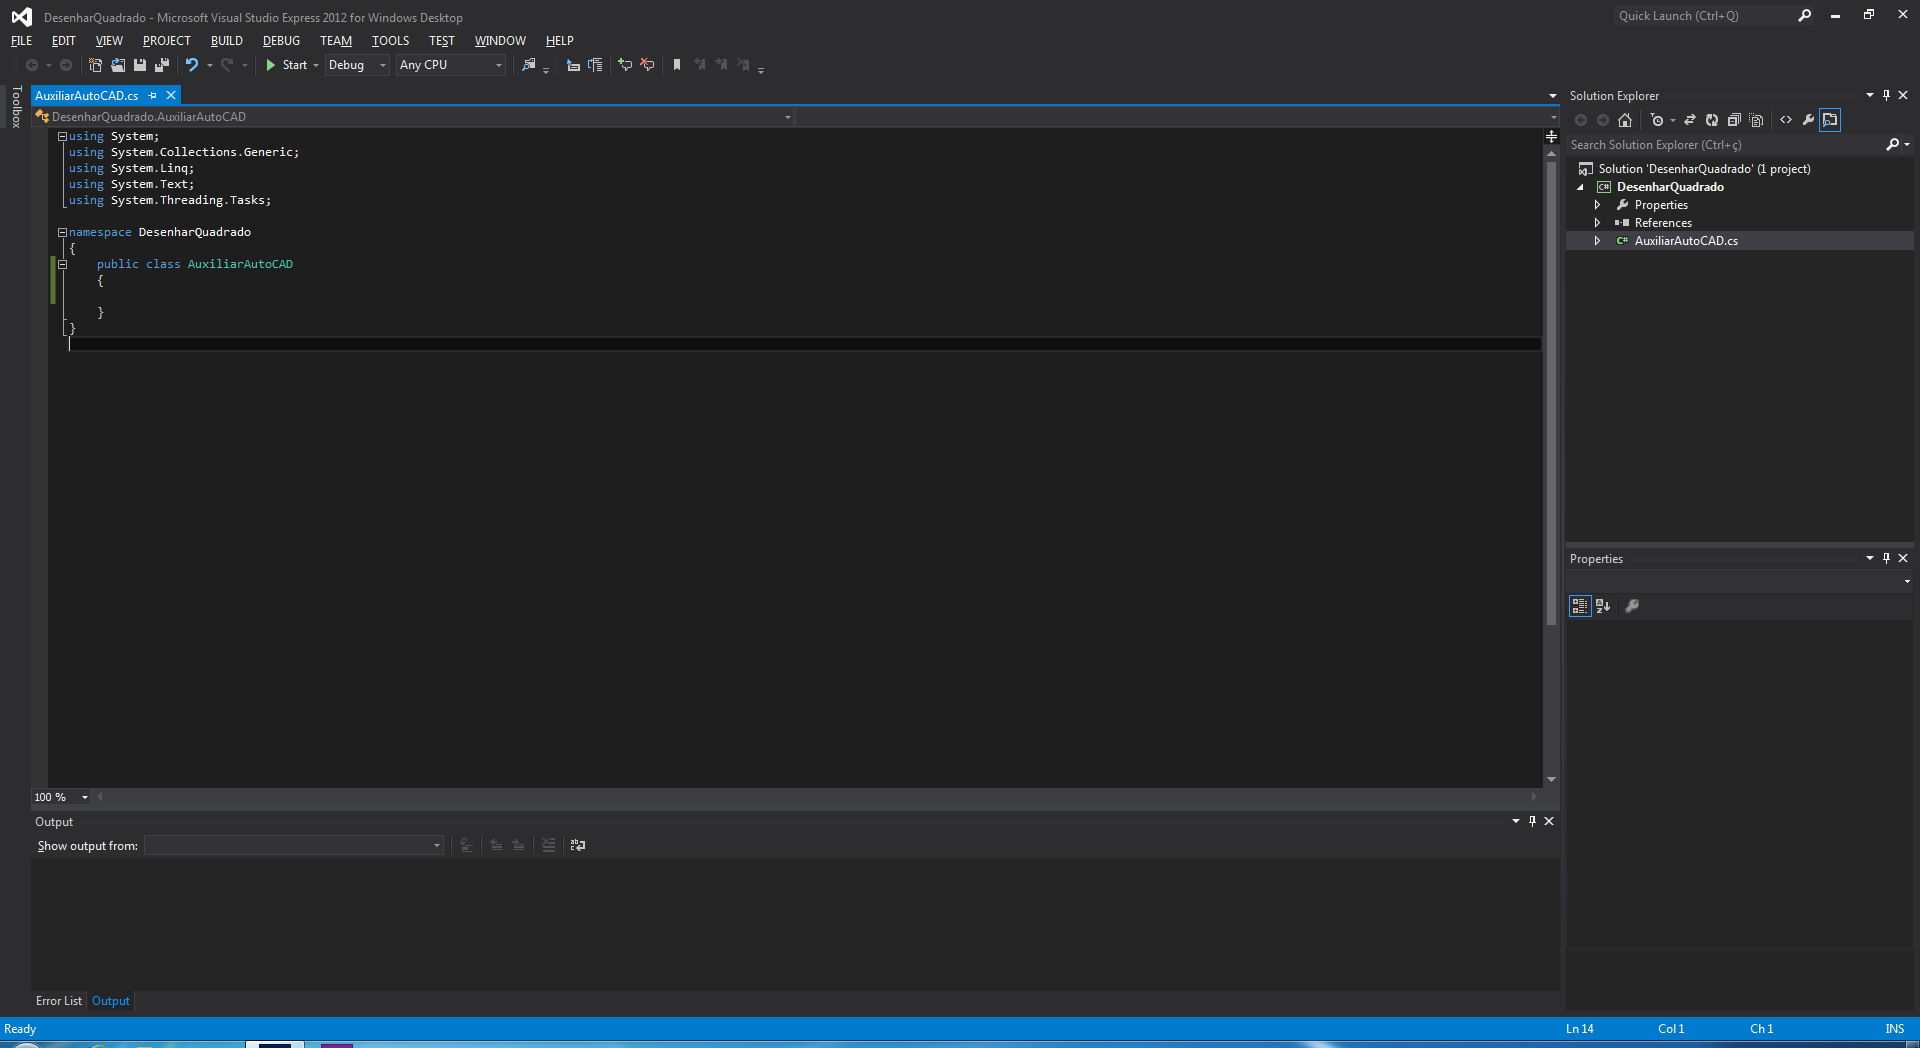 DesenharQuadrado - Microsoft Visual Studio Express 2012 for Windows Desktop
Quick Launch (Ctrl+Q)
FILE EDIT VIEW PROJECT BUILD DEBUG TEAM TOOLS TEST WINDOW HELP
Start Debug Any CPU
Toolbox
AuxiliarAutoCAD.cs
DesenharQuadrado.AuxiliarAutoCAD
using System;
using System.Collections.Generic;
using System.Linq;
using System.Text;
using System.Threading.Tasks;
namespace DesenharQuadrado
{
public class AuxiliarAutoCAD
{
}
}
100 %
Output
Show output from:
Error List Output
Solution Explorer
Search Solution Explorer (Ctrl+ç)
Solution 'DesenharQuadrado' (1 project)
C# DesenharQuadrado
Properties
References
C# AuxiliarAutoCAD.cs
Properties
Ready
Ln 14 Col 1 Ch 1 INS